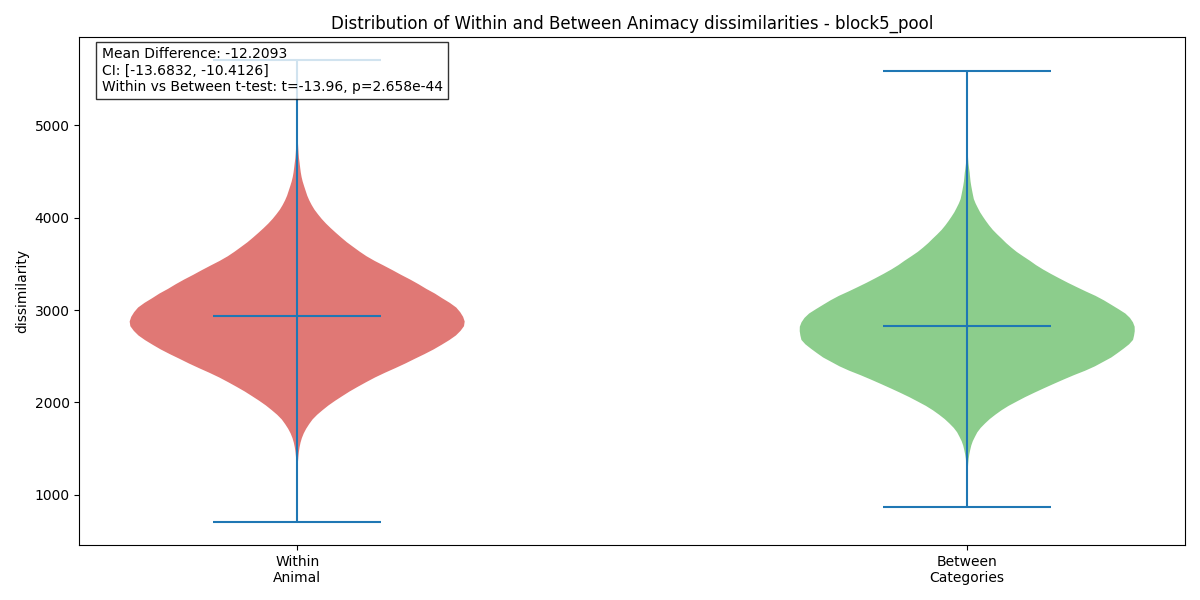 Distribution of Within and Between Animacy dissimilarities - block5_pool
Mean Difference: -12.2093
CI: [-13.6832, -10.4126]
Within vs Between t-test: t=-13.96, p=2.658e-44
dissimilarity
5000
4000
3000
2000
1000
Within
Animal
Between
Categories